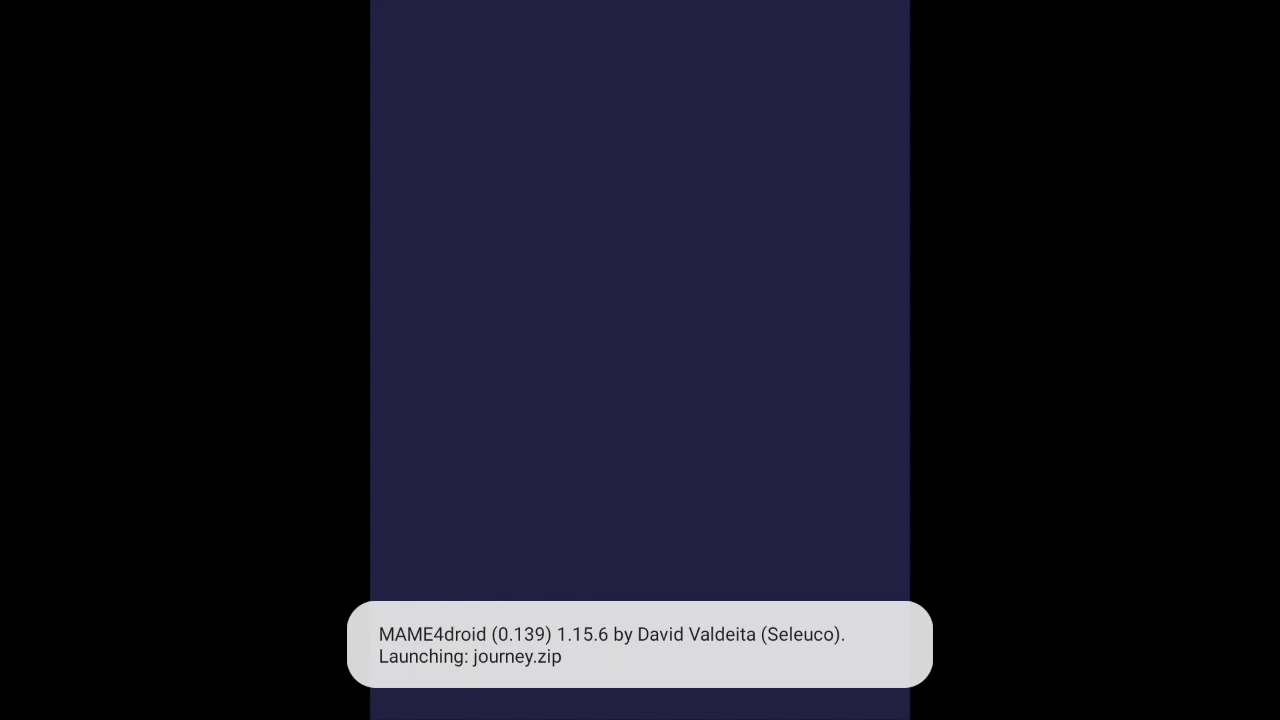 MAME4droid (0.139) 1.15.6 by David Valdeita (Seleuco).
Launching: journey.zip